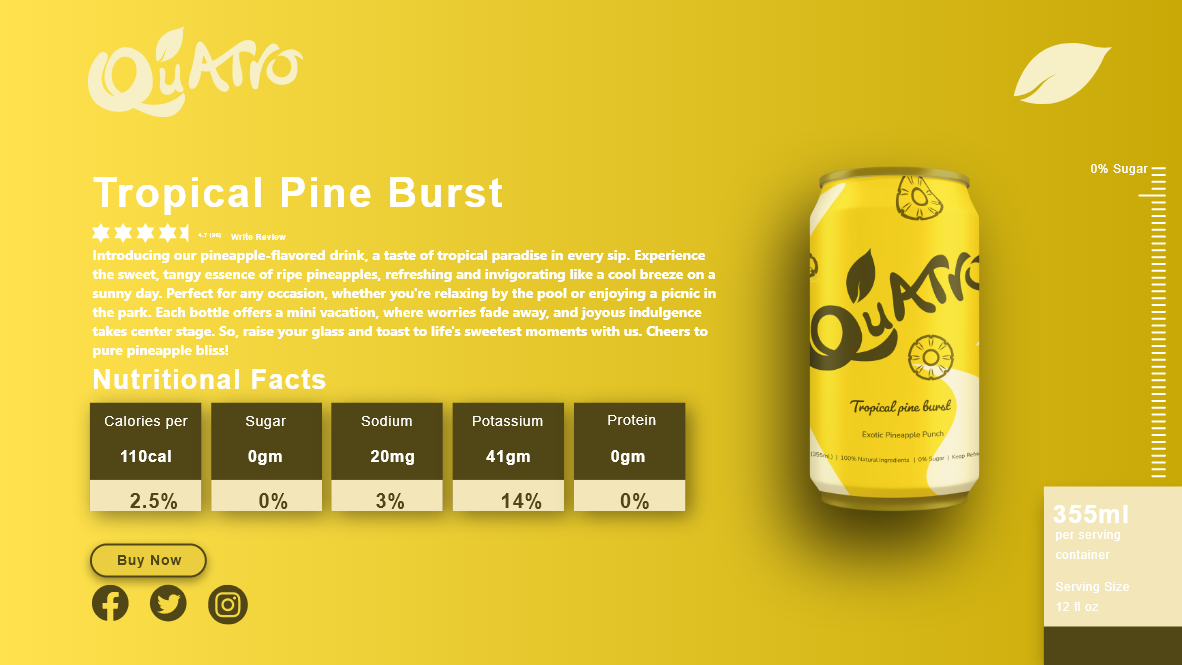 QuAtro
0% Sugar
Tropical Pine Burst
4.7 (96) Write Review
Introducing our pineapple-flavored drink, a taste of tropical paradise in every sip. Experience
the sweet, tangy essence of ripe pineapples, refreshing and invigorating like a cool breeze on a
sunny day. Perfect for any occasion, whether you're relaxing by the pool or enjoying a picnic in
the park. Each bottle offers a mini vacation, where worries fade away, and joyous indulgence
takes center stage. So, raise your glass and toast to life's sweetest moments with us. Cheers to
pure pineapple bliss!
Nutritional Facts
Calories per
110cal
2.5%
Sugar
0gm
0%
Sodium
20mg
3%
Potassium
41gm
14%
Protein
0gm
0%
Buy Now
QuAtro
Tropical pine burst
Exotic Pineapple Punch
(355mL) | 100% Natural Ingredients | 0% Sugar | Keep Refre
355ml
per serving
container
Serving Size
12 fl oz